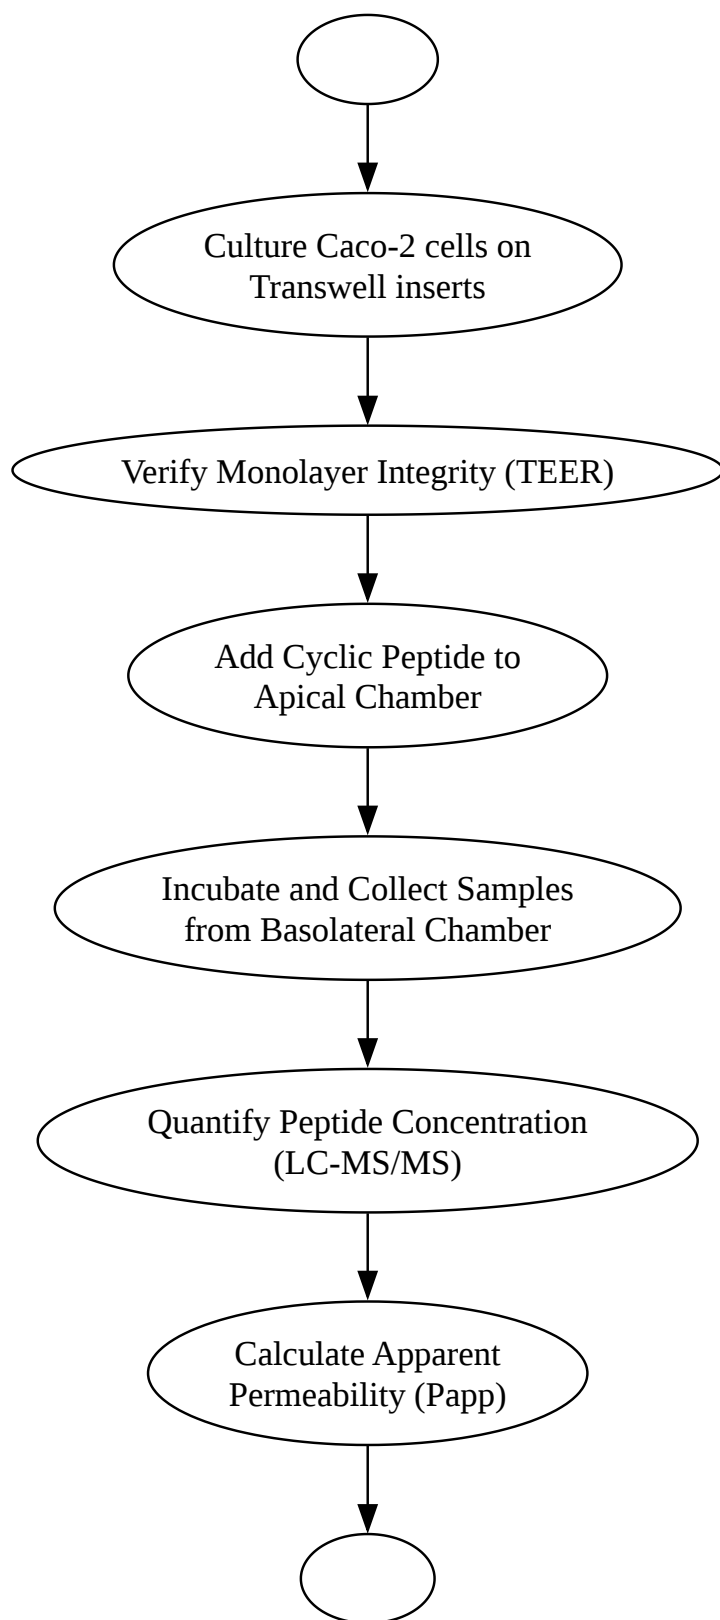 Culture Caco-2 cells on
Transwell inserts
Verify Monolayer Integrity (TEER)
Add Cyclic Peptide to
Apical Chamber
Incubate and Collect Samples
from Basolateral Chamber
Quantify Peptide Concentration
(LC-MS/MS)
Calculate Apparent
Permeability (Papp)